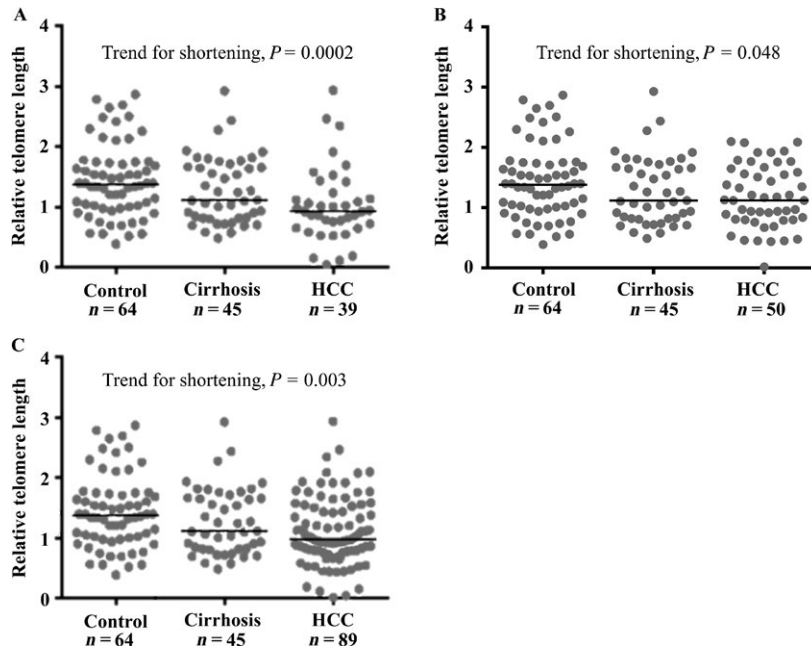 A
Relative telomere length
4
3
2
1
0
Trend for shortening, P = 0.0002
Control
n = 64
Cirrhosis
n = 45
HCC
n = 39
B
Relative telomere length
4
3
2
1
0
Trend for shortening, P = 0.048
Control
n = 64
Cirrhosis
n = 45
HCC
n = 50
C
Relative telomere length
4
3
2
1
0
Trend for shortening, P = 0.003
Control
n = 64
Cirrhosis
n = 45
HCC
n = 89